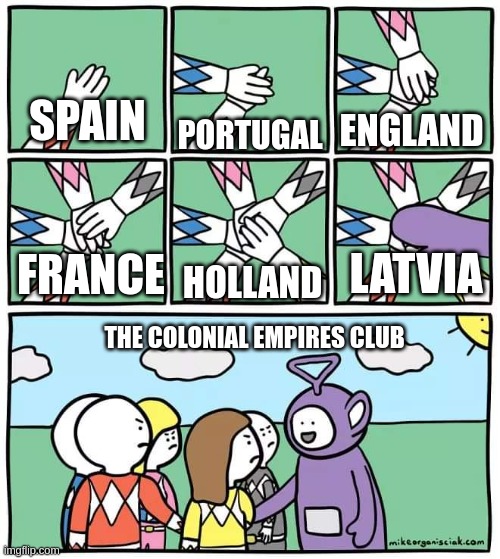 SPAIN
PORTUGAL
ENGLAND
FRANCE
HOLLAND
LATVIA
THE COLONIAL EMPIRES CLUB
mikeorganisciak.com
imgflip.com